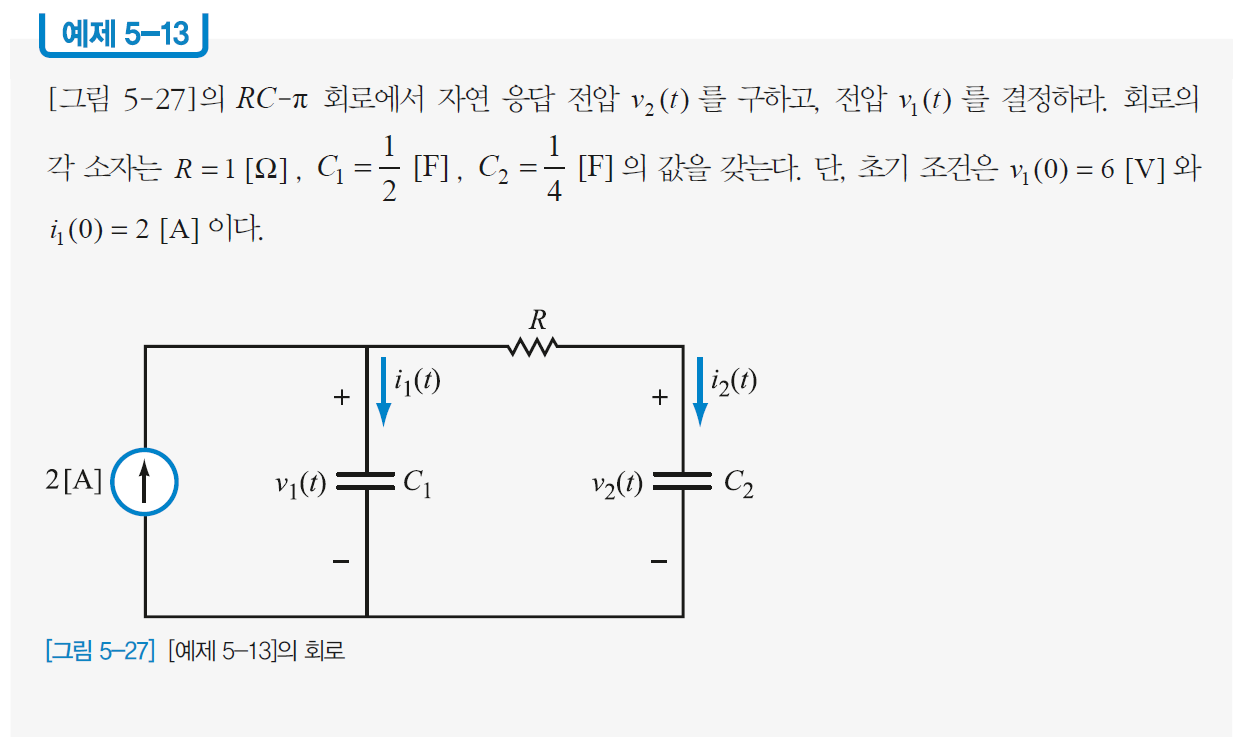 예제 5–13
[그림 5-27]의 RC-π 회로에서 자연 응답 전압 v₂(t) 를 구하고, 전압 v₁(t) 를 결정하라. 회로의
각 소자는 R = 1 [Ω], C₁ = 1/2 [F], C₂ = 1/4 [F] 의 값을 갖는다. 단, 초기 조건은 v₁(0) = 6 [V] 와
i₁(0) = 2 [A] 이다.
R
+ i₁(t) + i₂(t)
2[A] v₁(t) C₁ v₂(t) C₂
− −
[그림 5–27] [예제 5–13]의 회로